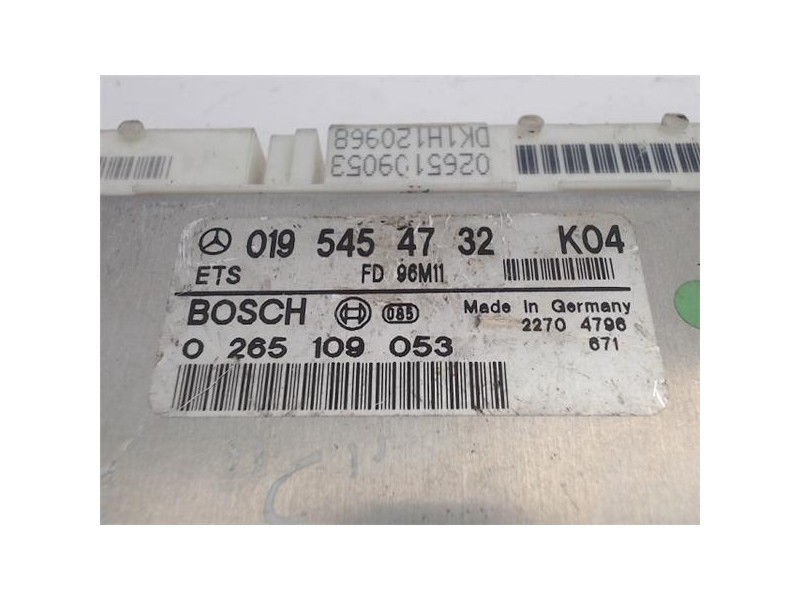 0265109053
DK1H120968
019 545 47 32 K04
ETS FD 96M11
BOSCH 085 Made in Germany
2270 4796
0 265 109 053 671